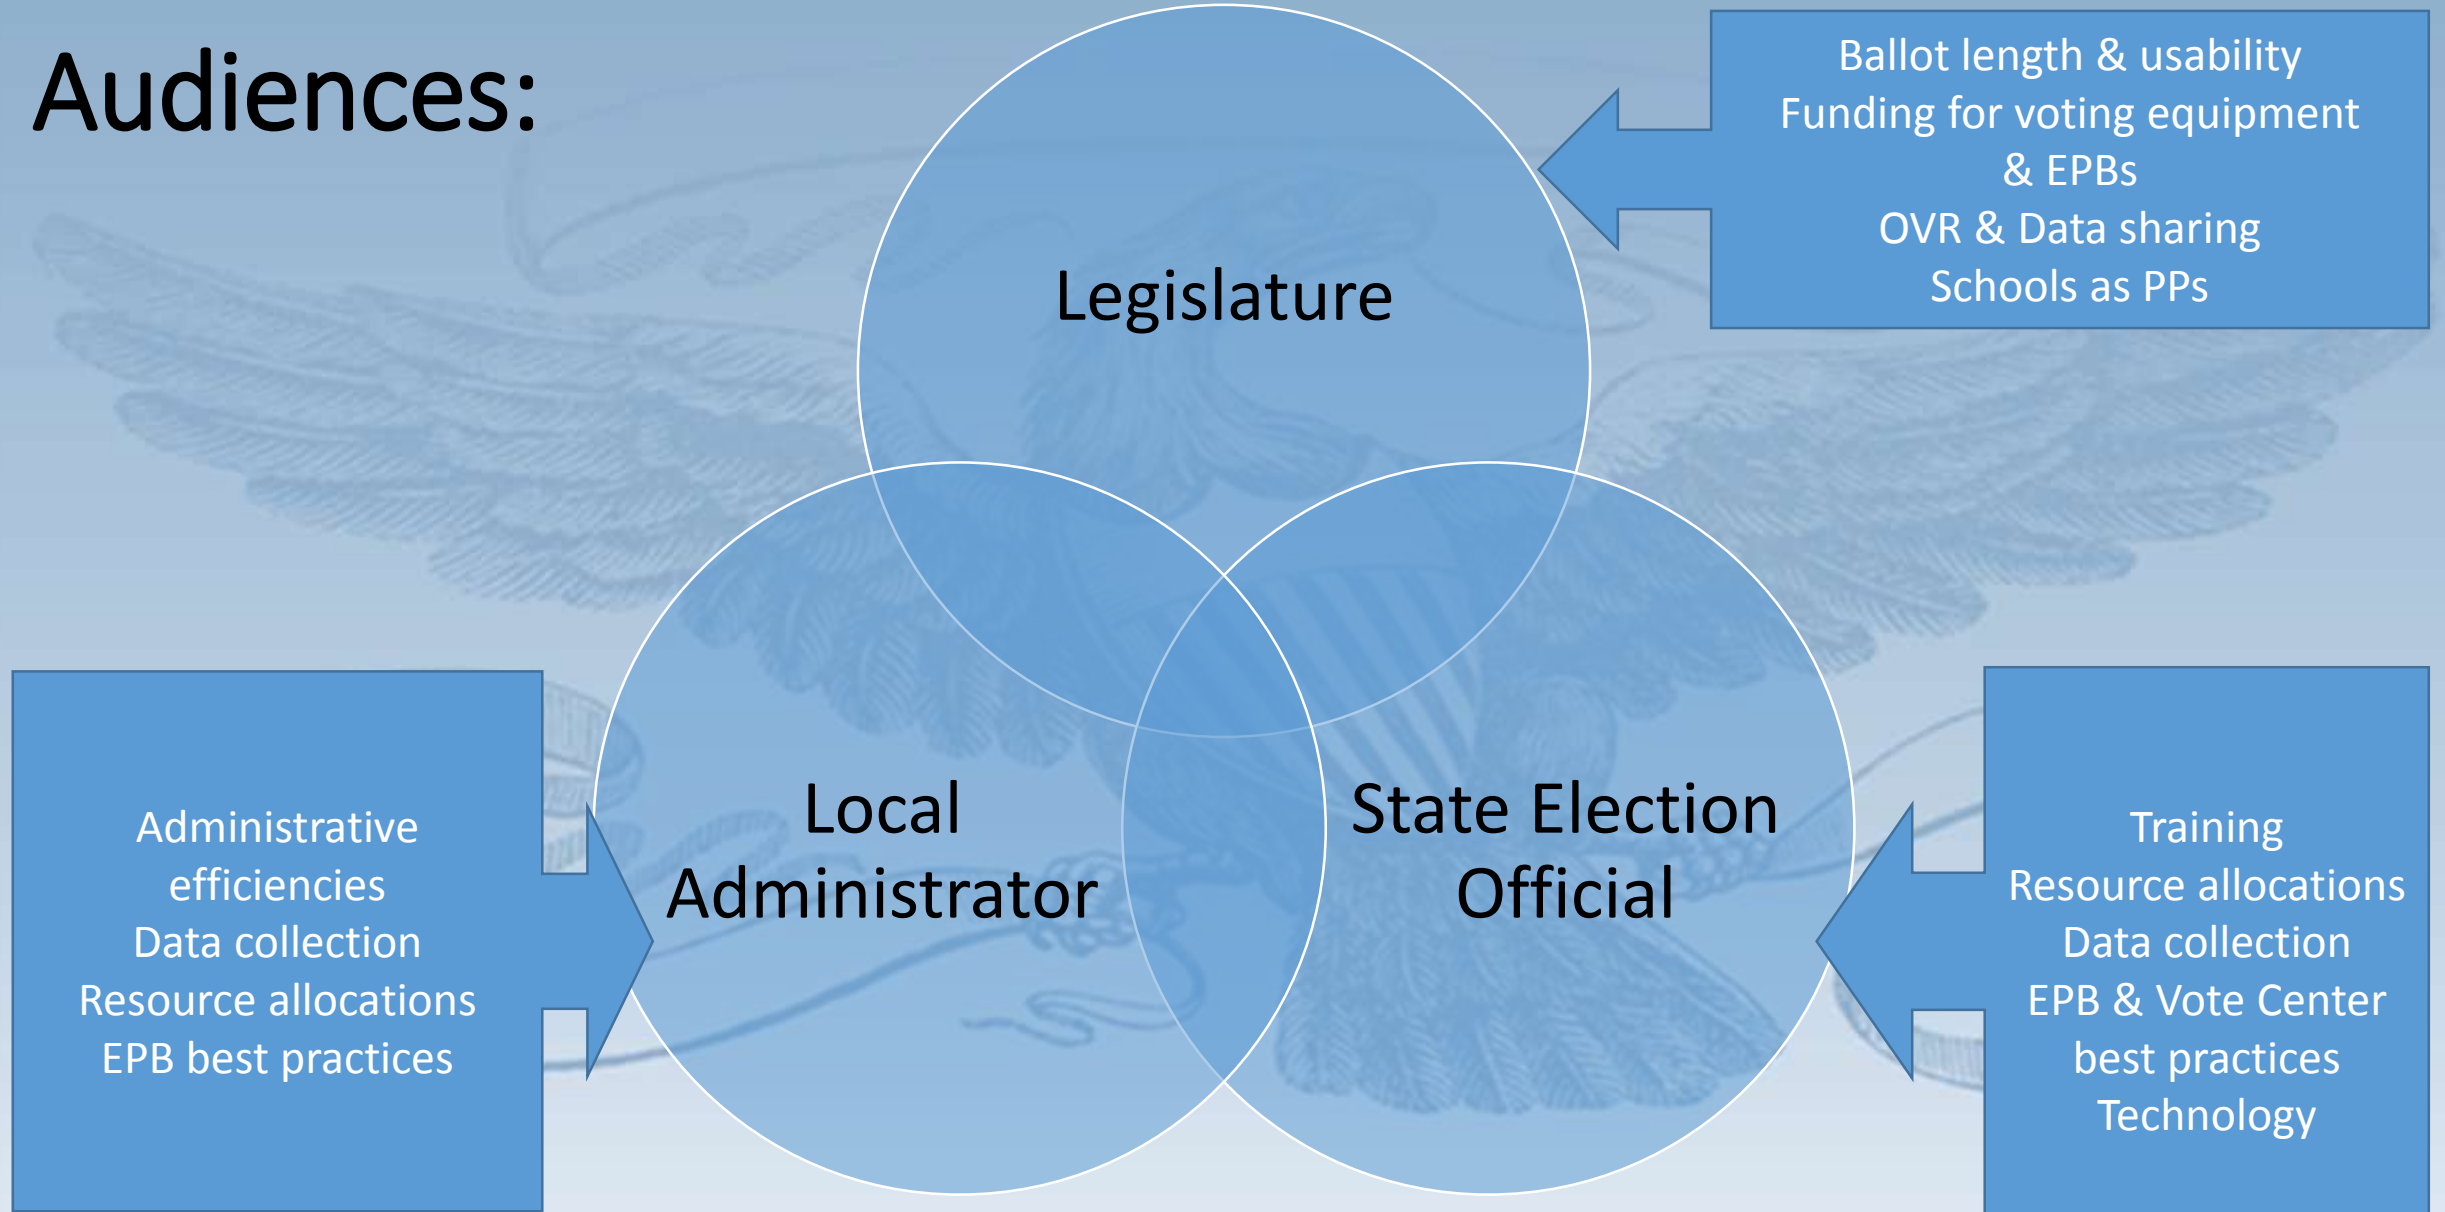 Audiences:
Ballot length & usability
Funding for voting equipment
& EPBs
OVR & Data sharing
Schools as PPs
Legislature
Administrative
efficiencies
Data collection
Resource allocations
EPB best practices
Local
Administrator
State Election
Official
Training
Resource allocations
Data collection
EPB & Vote Center
best practices
Technology